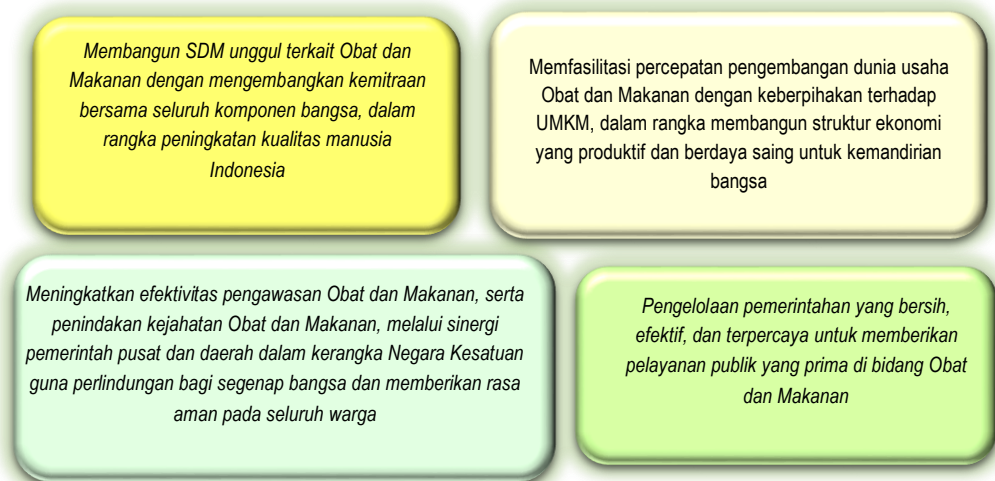 Membangun SDM unggul terkait Obat dan
Makanan dengan mengembangkan kemitraan
bersama seluruh komponen bangsa, dalam
rangka peningkatan kualitas manusia
Indonesia
Memfasilitasi percepatan pengembangan dunia usaha
Obat dan Makanan dengan keberpihakan terhadap
UMKM, dalam rangka membangun struktur ekonomi
yang produktif dan berdaya saing untuk kemandirian
bangsa
Meningkatkan efektivitas pengawasan Obat dan Makanan, serta
penindakan kejahatan Obat dan Makanan, melalui sinergi
pemerintah pusat dan daerah dalam kerangka Negara Kesatuan
guna perlindungan bagi segenap bangsa dan memberikan rasa
aman pada seluruh warga
Pengelolaan pemerintahan yang bersih,
efektif, dan terpercaya untuk memberikan
pelayanan publik yang prima di bidang Obat
dan Makanan